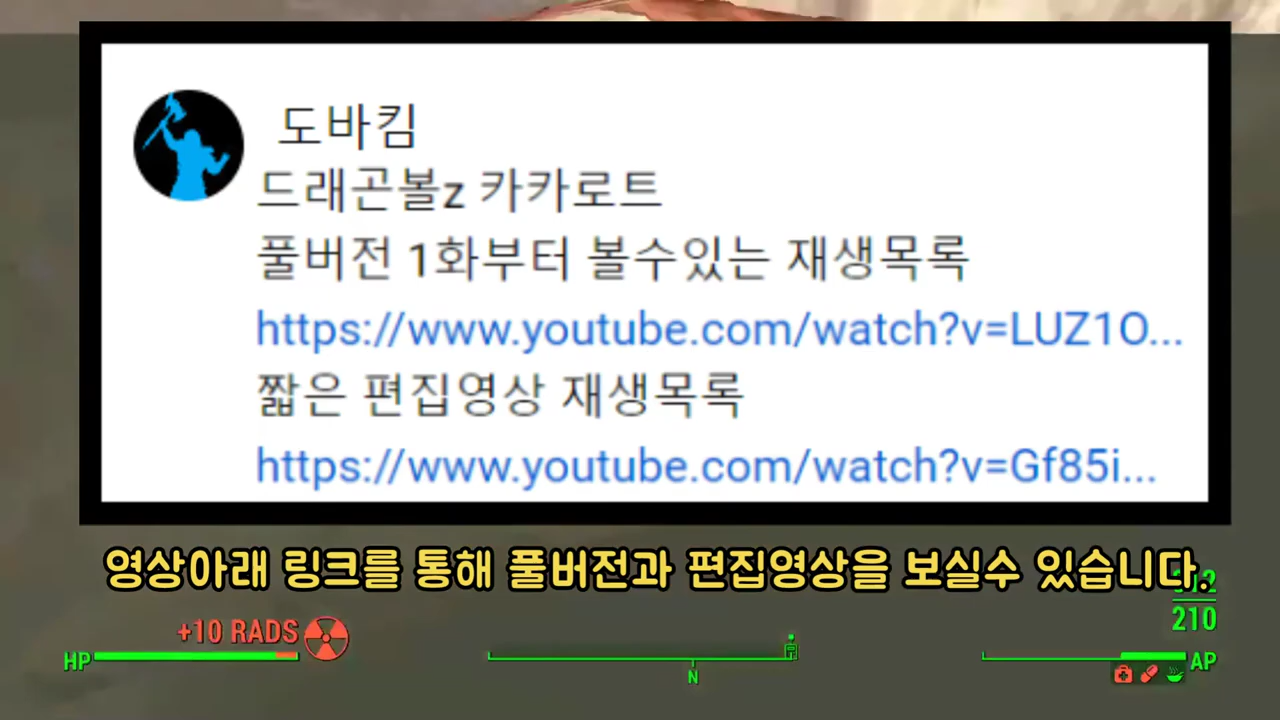 도바킴
드래곤볼z 카카로트
풀버전 1화부터 볼수있는 재생목록
https://www.youtube.com/watch?v=LUZ1O...
짧은 편집영상 재생목록
https://www.youtube.com/watch?v=Gf85i...
영상아래 링크를 통해 풀버전과 편집영상을 보실수 있습니다.
210
+10 RADS
HP
N
AP